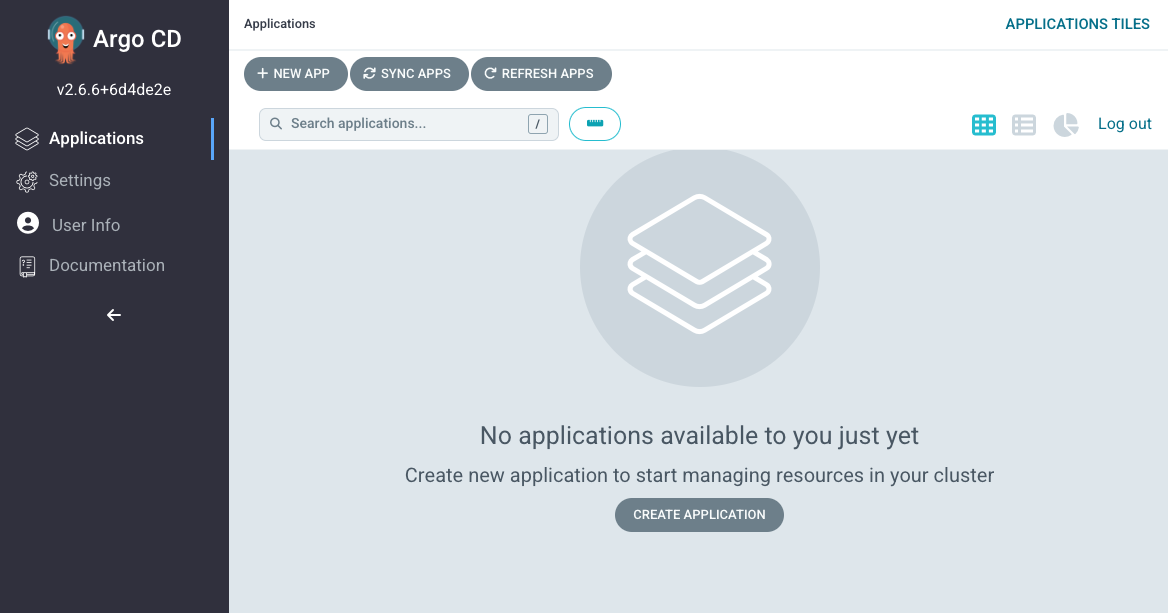 Argo CD
v2.6.6+6d4de2e
Applications
Settings
User Info
Documentation
Applications
APPLICATIONS TILES
NEW APP
SYNC APPS
REFRESH APPS
Search applications...
/
Log out
No applications available to you just yet
Create new application to start managing resources in your cluster
CREATE APPLICATION